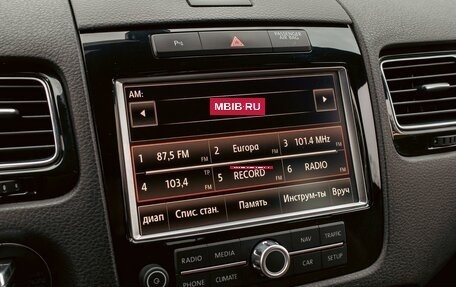 P
PASSENGER
AIR BAG
AM:
MBIB.RU
1 87,5 FM FM 2 Europa FM 3 101.4 MHz FM
4 103,4 TP FM 5 RECORD FM 6 RADIO FM
диап Спис стан. Память Инструм-ты Вруч
RADIO MEDIA NAV TRAFFIC
PHONE CLIMATE CAR SETUP